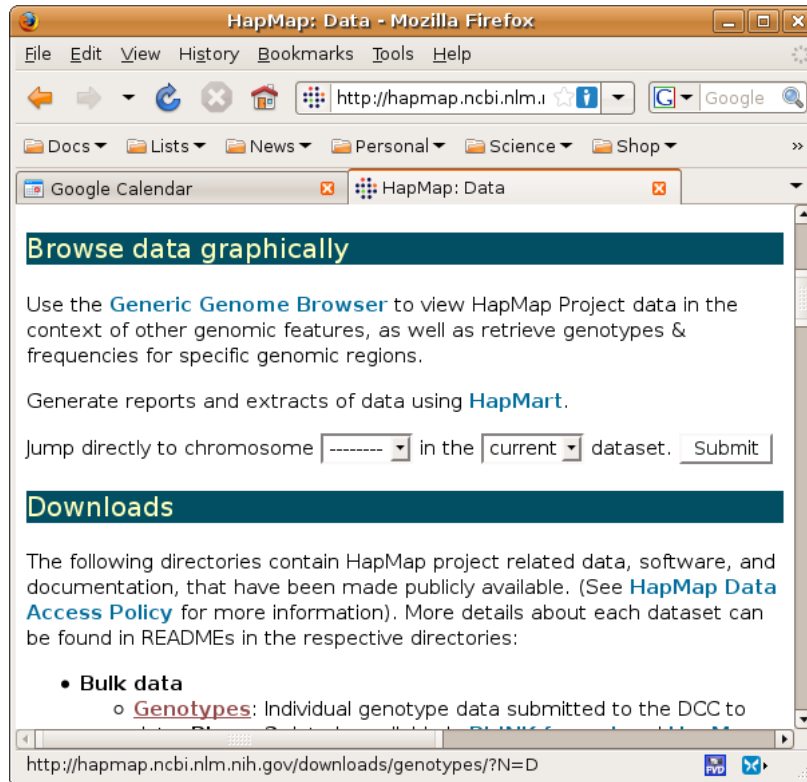 HapMap: Data - Mozilla Firefox
File Edit View History Bookmarks Tools Help
http://hapmap.ncbi.nlm. G Google
Docs Lists News Personal Science Shop »
Google Calendar HapMap: Data
Browse data graphically
Use the Generic Genome Browser to view HapMap Project data in the
context of other genomic features, as well as retrieve genotypes &
frequencies for specific genomic regions.
Generate reports and extracts of data using HapMart.
Jump directly to chromosome -------- in the current dataset. Submit
Downloads
The following directories contain HapMap project related data, software, and
documentation, that have been made publicly available. (See HapMap Data
Access Policy for more information). More details about each dataset can
be found in READMEs in the respective directories:
• Bulk data
◦ Genotypes: Individual genotype data submitted to the DCC to
http://hapmap.ncbi.nlm.nih.gov/downloads/genotypes/?N=D